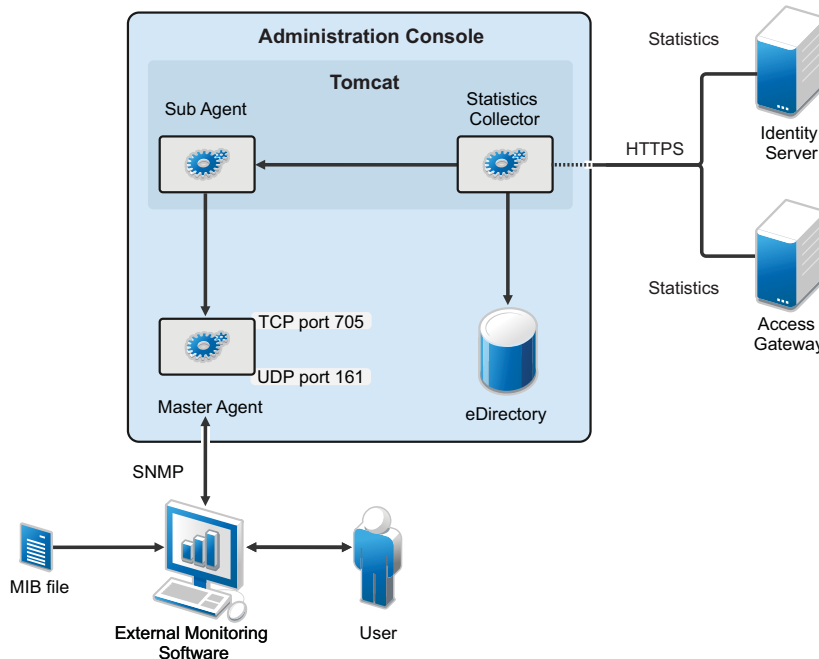 Administration Console
Tomcat
Sub Agent
Statistics
Collector
Statistics
HTTPS
Identity
Server
Statistics
Access
Gateway
TCP port 705
UDP port 161
Master Agent
eDirectory
SNMP
MIB file
External Monitoring
Software
User